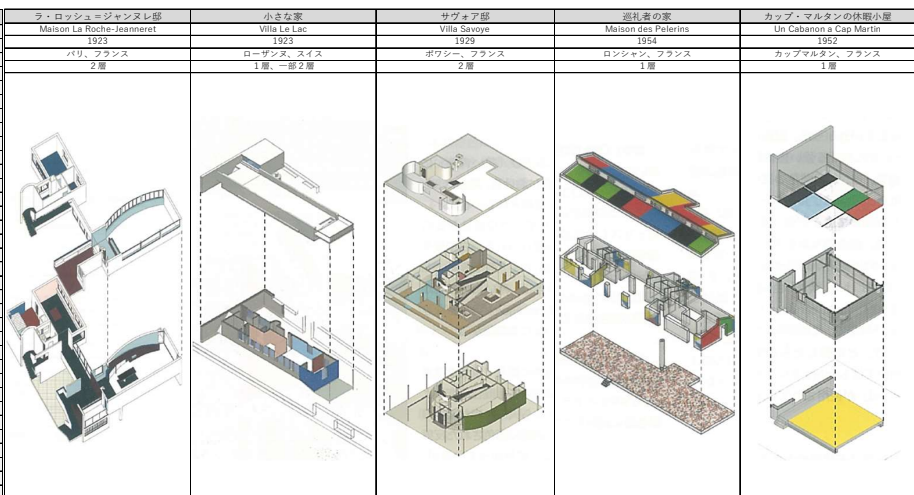 ラ・ロッシュ＝ジャンヌレ邸
Maison La Roche-Jeanneret
1923
パリ、フランス
2層
小さな家
Villa Le Lac
1923
ローザンヌ、スイス
1層、一部2層
サヴォア邸
Villa Savoye
1929
ポワシー、フランス
2層
巡礼者の家
Maison des Pelerins
1954
ロンシャン、フランス
1層
カップ・マルタンの休暇小屋
Un Cabanon a Cap Martin
1952
カップマルタン、フランス
1層